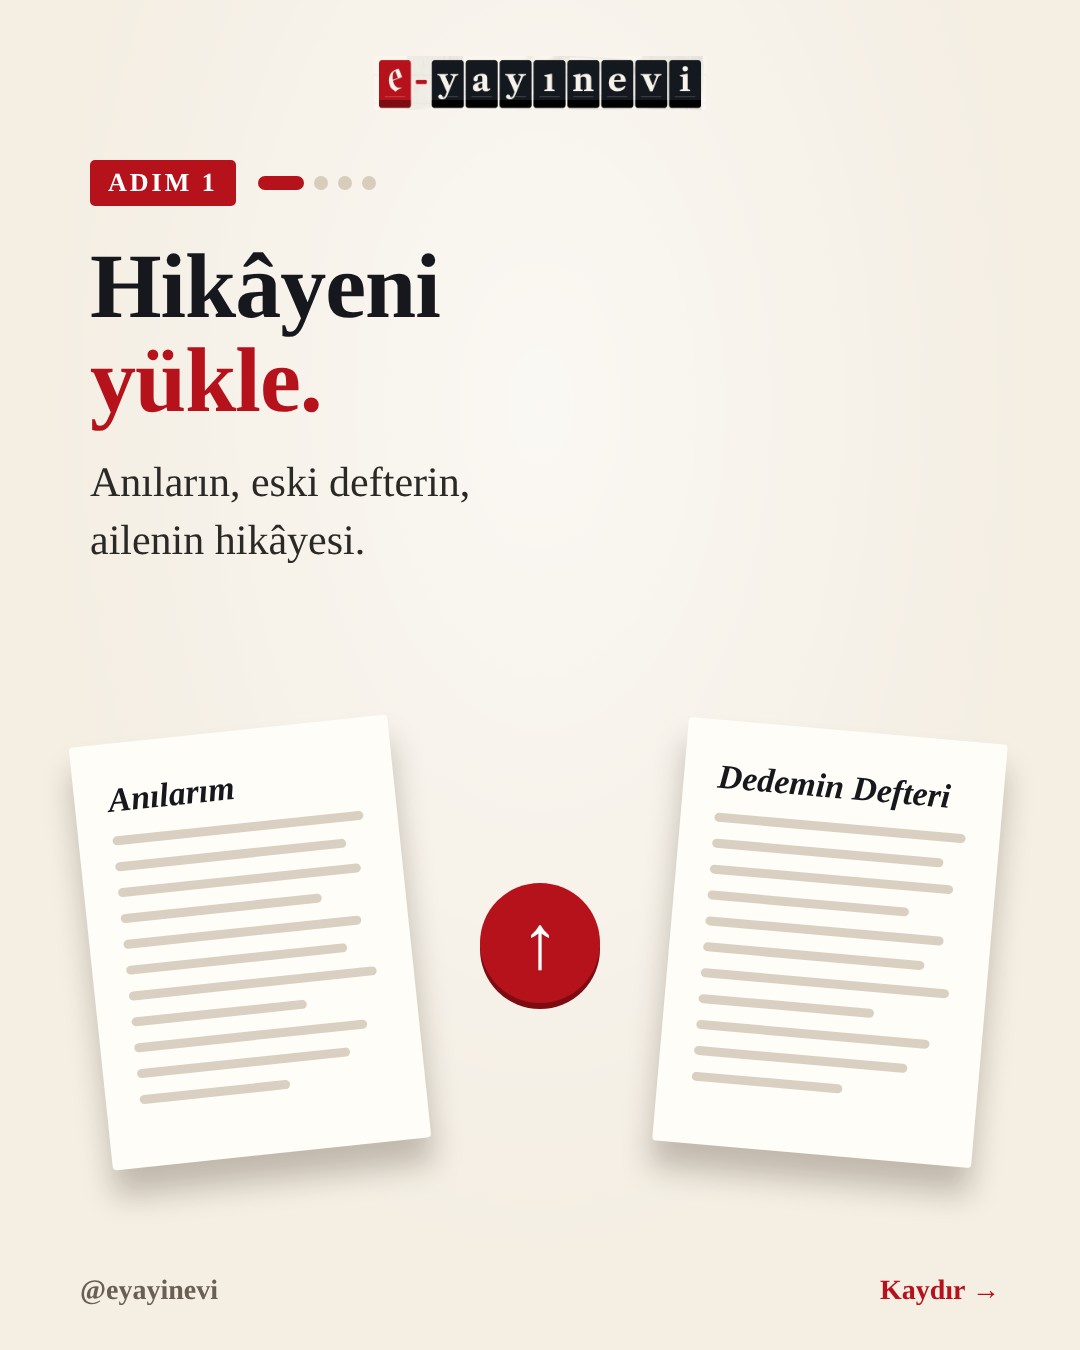 e-yayınevi
ADIM 1
Hikâyeni
yükle.
Anıların, eski defterin,
ailenin hikâyesi.
Anılarım
Dedemin Defteri
↑
@eyayinevi
Kaydır →